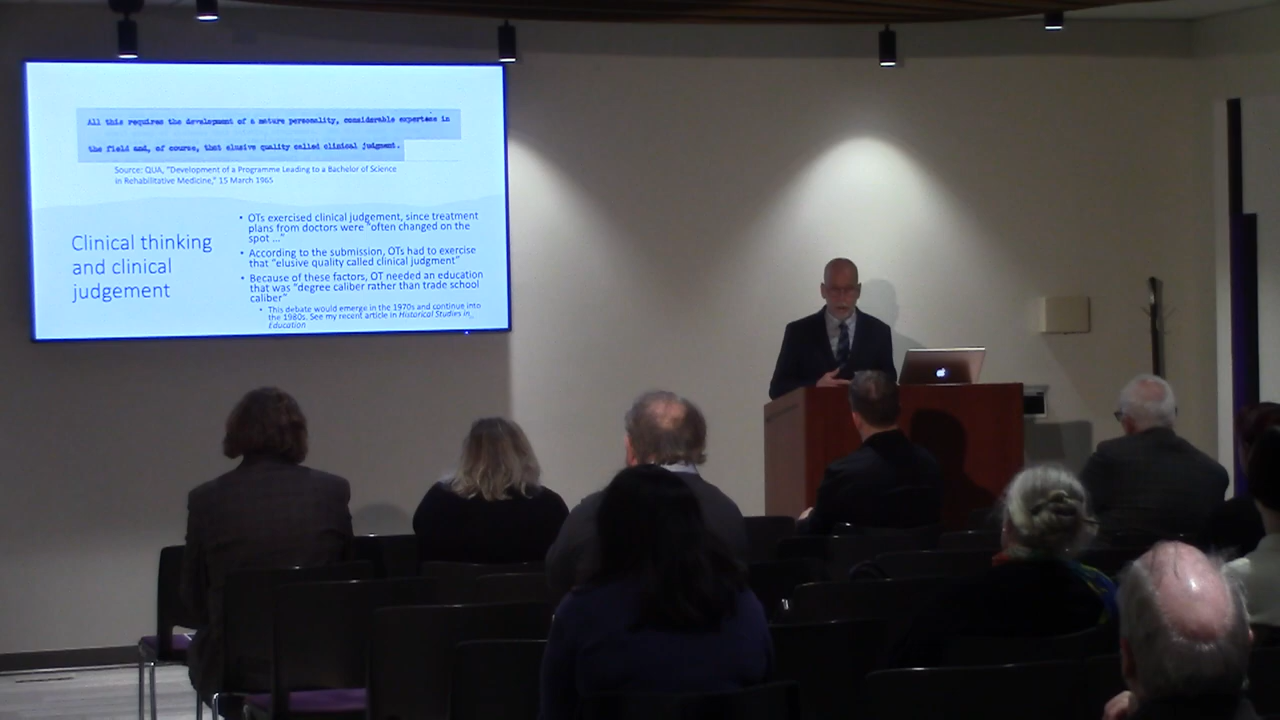 All this requires the development of a mature personality, considerable expertese in
the field and, of course, that elusive quality called clinical judgment.
Source: QUA, "Development of a Programme Leading to a Bachelor of Science
in Rehabilitative Medicine," 15 March 1965
Clinical thinking
and clinical
judgement
• OTs exercised clinical judgement, since treatment
plans from doctors were "often changed on the
spot ..."
• According to the submission, OTs had to exercise
that "elusive quality called clinical judgment"
• Because of these factors, OT needed an education
that was "degree caliber rather than trade school
caliber"
• This debate would emerge in the 1970s and continue into
the 1980s. See my recent article in Historical Studies in
Education